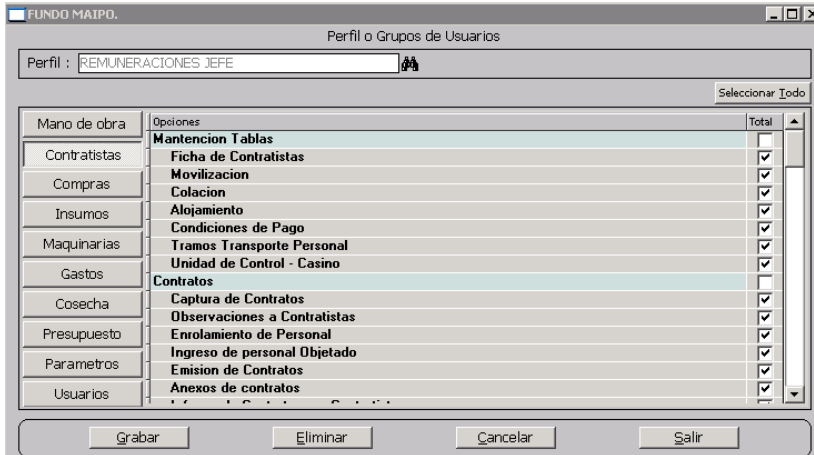 FUNDO MAIPO.
Perfil o Grupos de Usuarios
Perfil : REMUNERACIONES JEFE
Seleccionar Todo
Mano de obra
Contratistas
Compras
Insumos
Maquinarias
Gastos
Cosecha
Presupuesto
Parametros
Usuarios
Opciones Total
Mantencion Tablas
Ficha de Contratistas
Movilizacion
Colacion
Alojamiento
Condiciones de Pago
Tramos Transporte Personal
Unidad de Control - Casino
Contratos
Captura de Contratos
Observaciones a Contratistas
Enrolamiento de Personal
Ingreso de personal Objetado
Emision de Contratos
Anexos de contratos
Grabar Eliminar Cancelar Salir